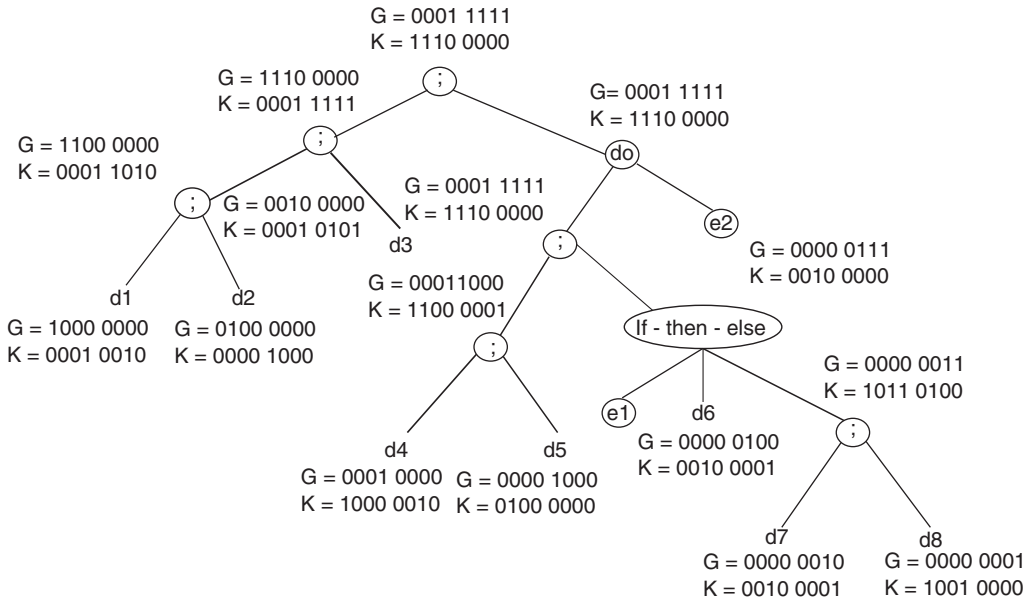 G = 0001 1111
K = 1110 0000
;
G = 1110 0000
K = 0001 1111
;
G= 0001 1111
K = 1110 0000
do
G = 1100 0000
K = 0001 1010
;
G = 0010 0000
K = 0001 0101
d3
G = 0001 1111
K = 1110 0000
;
e2
G = 0000 0111
K = 0010 0000
d1
G = 1000 0000
K = 0001 0010
d2
G = 0100 0000
K = 0000 1000
G = 00011000
K = 1100 0001
;
If - then - else
G = 0000 0011
K = 1011 0100
;
e1
d6
G = 0000 0100
K = 0010 0001
d4
G = 0001 0000
K = 1000 0010
d5
G = 0000 1000
K = 0100 0000
d7
G = 0000 0010
K = 0010 0001
d8
G = 0000 0001
K = 1001 0000